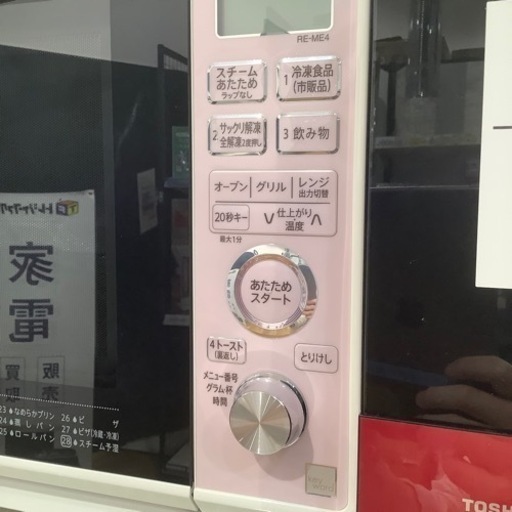 RE-ME4
スチーム
あたため
ラップなし
1 冷凍食品
(市販品)
2 サックリ解凍
全解凍2度押し
3 飲み物
オーブン グリル レンジ
出力切替
20秒キー
最大1分
仕上がり
温度
あたため
スタート
4トースト
(裏返し)
とりけし
メニュー番号
グラム・杯
時間
家
電
販売
23 なめらかプリン 26 ピザ
24 蒸しパン 27 ピザ(冷蔵・冷凍)
25 ロールパン 28 スチーム予温
TOSH